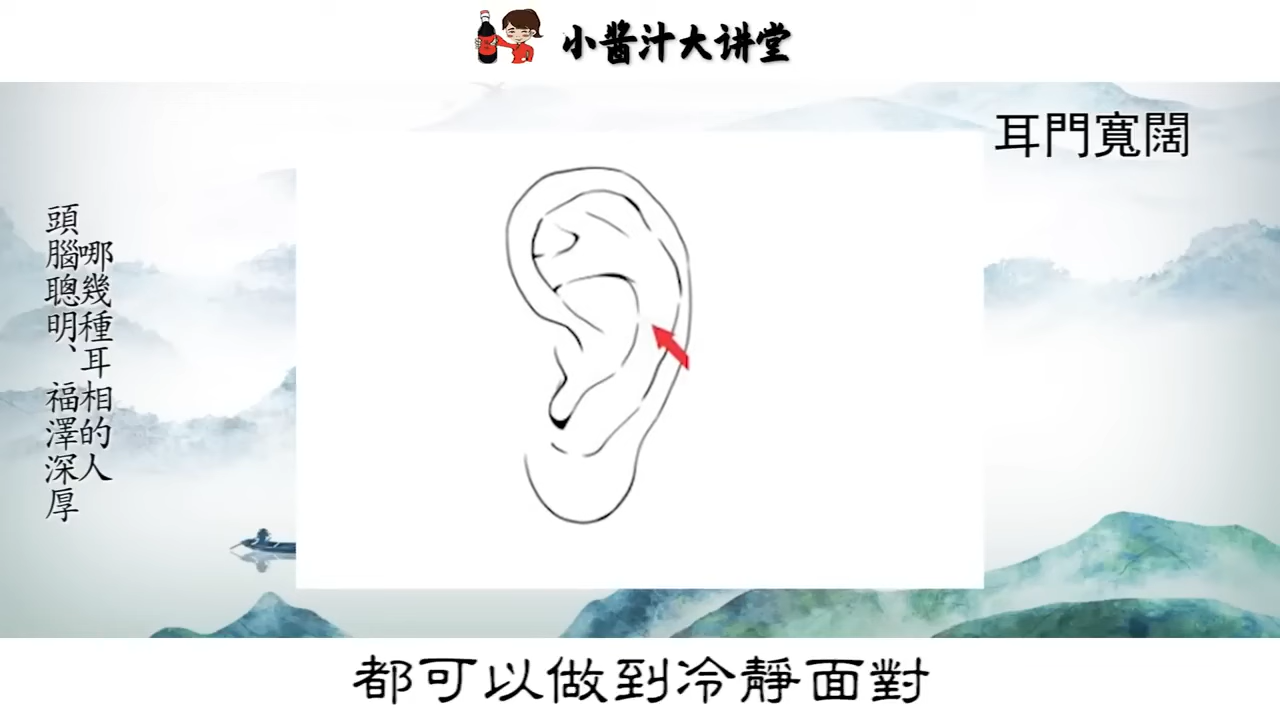 小酱汁大讲堂
耳門寬闊
哪幾種耳相的人
頭腦聰明、福澤深厚
都可以做到冷靜面對